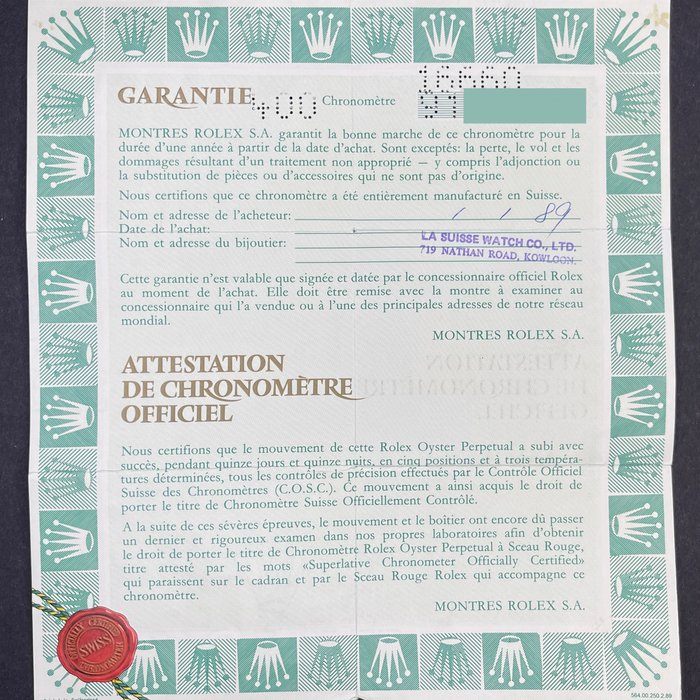 16660
GARANTIE 400 Chronomètre 91
MONTRES ROLEX S.A. garantit la bonne marche de ce chronomètre pour la
durée d'une année à partir de la date d'achat. Sont exceptés: la perte, le vol et les
dommages résultant d'un traitement non approprié – y compris l'adjonction ou
la substitution de pièces ou d'accessoires qui ne sont pas d'origine.
Nous certifions que ce chronomètre a été entièrement manufacturé en Suisse.
Nom et adresse de l'acheteur:
Date de l'achat: 1 1 89
Nom et adresse du bijoutier: LA SUISSE WATCH CO., LTD.
719 NATHAN ROAD, KOWLOON.
Cette garantie n'est valable que signée et datée par le concessionnaire officiel Rolex
au moment de l'achat. Elle doit être remise avec la montre à examiner au
concessionnaire qui l'a vendue ou à l'une des principales adresses de notre réseau
mondial.
MONTRES ROLEX S.A.
ATTESTATION
DE CHRONOMÈTRE
OFFICIEL
Nous certifions que le mouvement de cette Rolex Oyster Perpetual a subi avec
succès, pendant quinze jours et quinze nuits, en cinq positions et à trois tempéra-
tures déterminées, tous les contrôles de précision effectués par le Contrôle Officiel
Suisse des Chronomètres (C.O.S.C.). Ce mouvement a ainsi acquis le droit de
porter le titre de Chronomètre Suisse Officiellement Contrôlé.
A la suite de ces sévères épreuves, le mouvement et le boîtier ont encore dû passer
un dernier et rigoureux examen dans nos propres laboratoires afin d'obtenir
le droit de porter le titre de Chronomètre Rolex Oyster Perpetual à Sceau Rouge,
titre attesté par les mots «Superlative Chronometer Officially Certified»
qui paraissent sur le cadran et par le Sceau Rouge Rolex qui accompagne ce
chronomètre.
MONTRES ROLEX S.A.
OFFICIALLY CERTIFIED
SWISS
CHRONOMETER
564.00.250.2.89